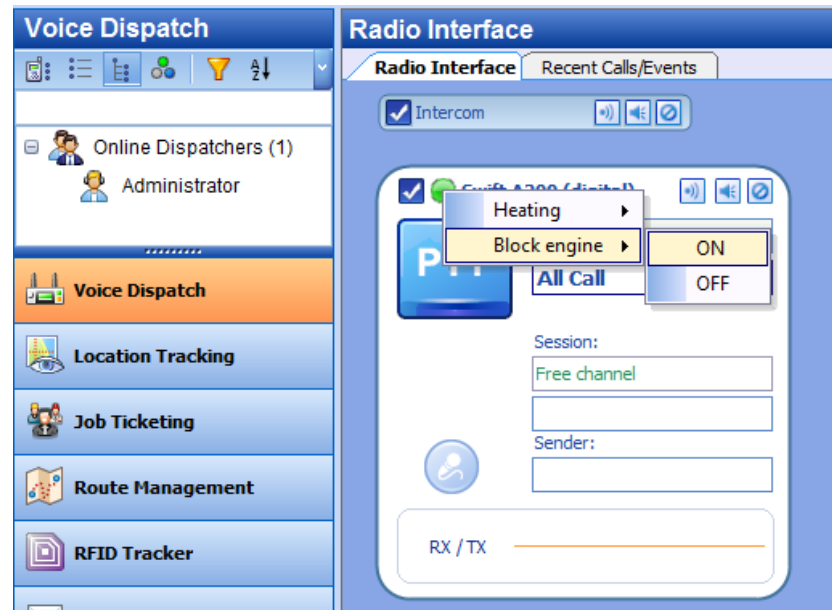 Voice Dispatch
Online Dispatchers (1)
Administrator
Voice Dispatch
Location Tracking
Job Ticketing
Route Management
RFID Tracker
Radio Interface
Radio Interface
Recent Calls/Events
Intercom
(digital)
Heating
Block engine
ON
OFF
All Call
Session:
Free channel
Sender:
RX / TX